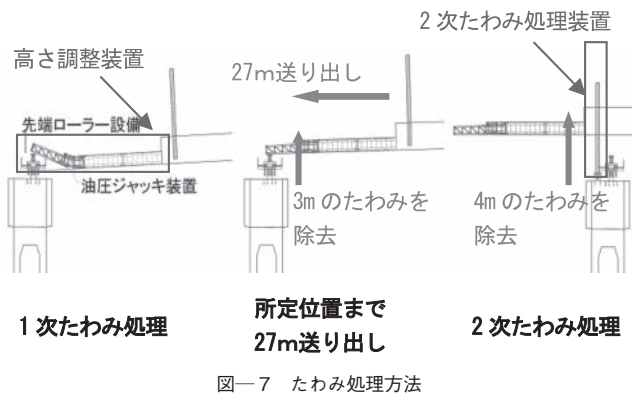 高さ調整装置
先端ローラー設備
油圧ジャッキ装置
27m送り出し
3mのたわみを
除去
2次たわみ処理装置
4mのたわみを
除去
1次たわみ処理
所定位置まで
27m送り出し
2次たわみ処理
図―7 たわみ処理方法